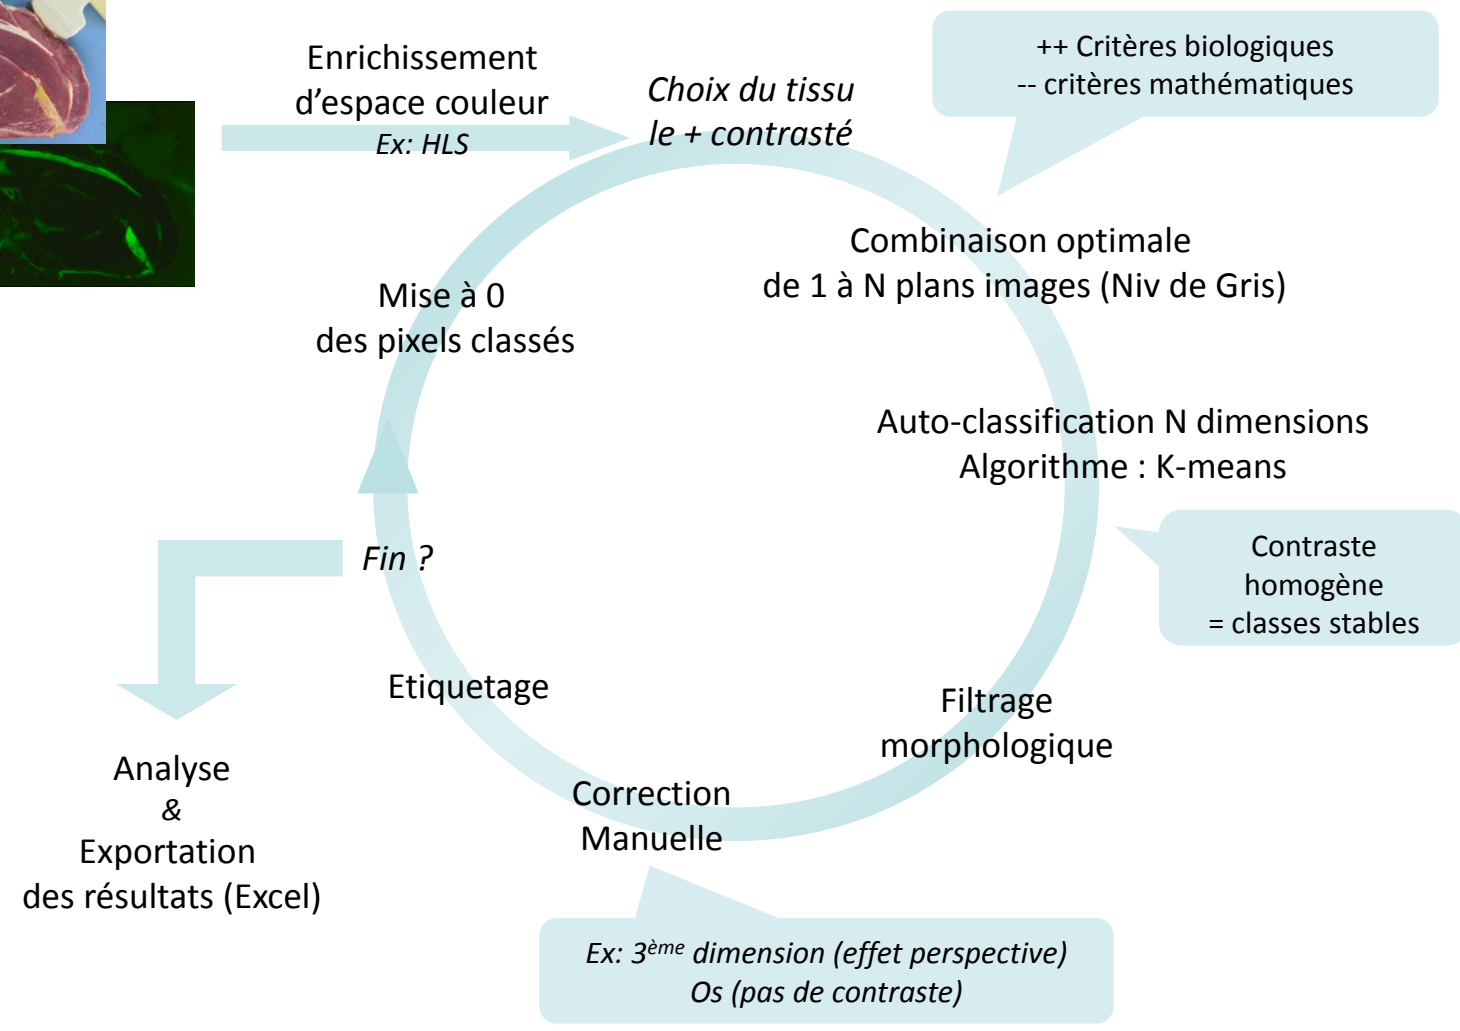 Enrichissement
d’espace couleur
Ex: HLS
Choix du tissu
le + contrasté
++ Critères biologiques
-- critères mathématiques
Combinaison optimale
de 1 à N plans images (Niv de Gris)
Mise à 0
des pixels classés
Auto-classification N dimensions
Algorithme : K-means
Contraste
homogène
= classes stables
Fin ?
Etiquetage
Filtrage
morphologique
Correction
Manuelle
Analyse
&
Exportation
des résultats (Excel)
Ex: 3ème dimension (effet perspective)
Os (pas de contraste)